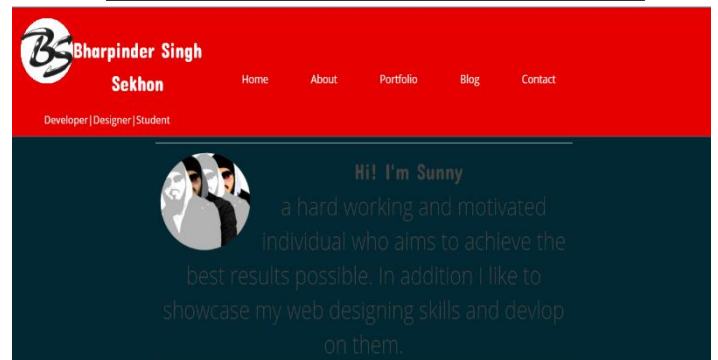 BS
Bharpinder Singh
Sekhon
Developer|Designer|Student
Home About Portfolio Blog Contact
Hi! I'm Sunny
a hard working and motivated
individual who aims to achieve the
best results possible. In addition I like to
showcase my web designing skills and devlop
on them.